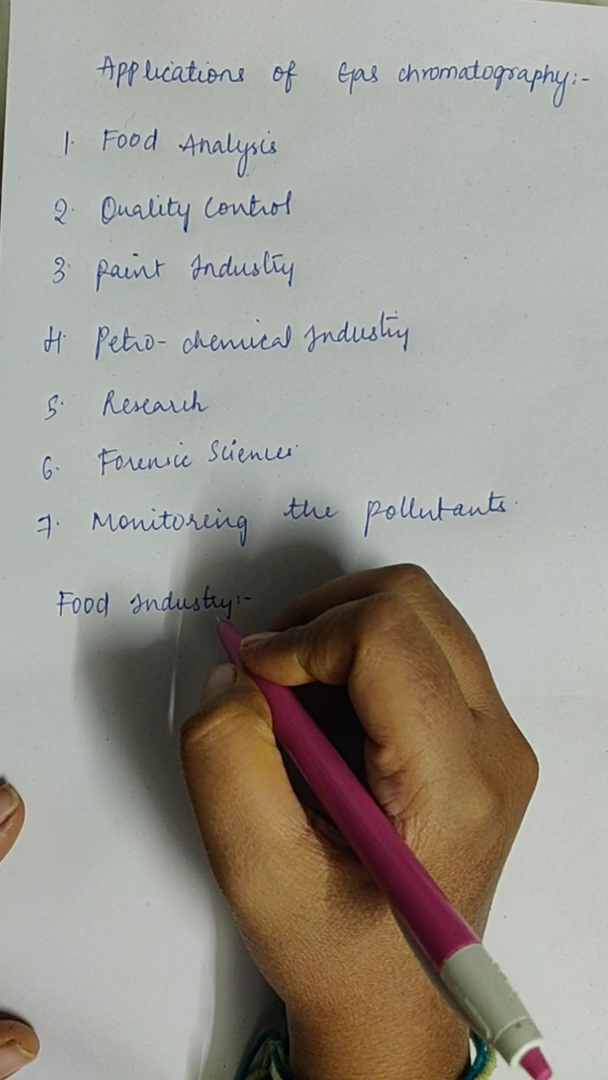 Applications of Gas chromatography:-
1. Food Analysis
2. Quality Control
3. Paint Industry
4. Petro-chemical Industry
5. Research
6. Forensic Sciences.
7. Monitoring the pollutants.
Food Industry:-